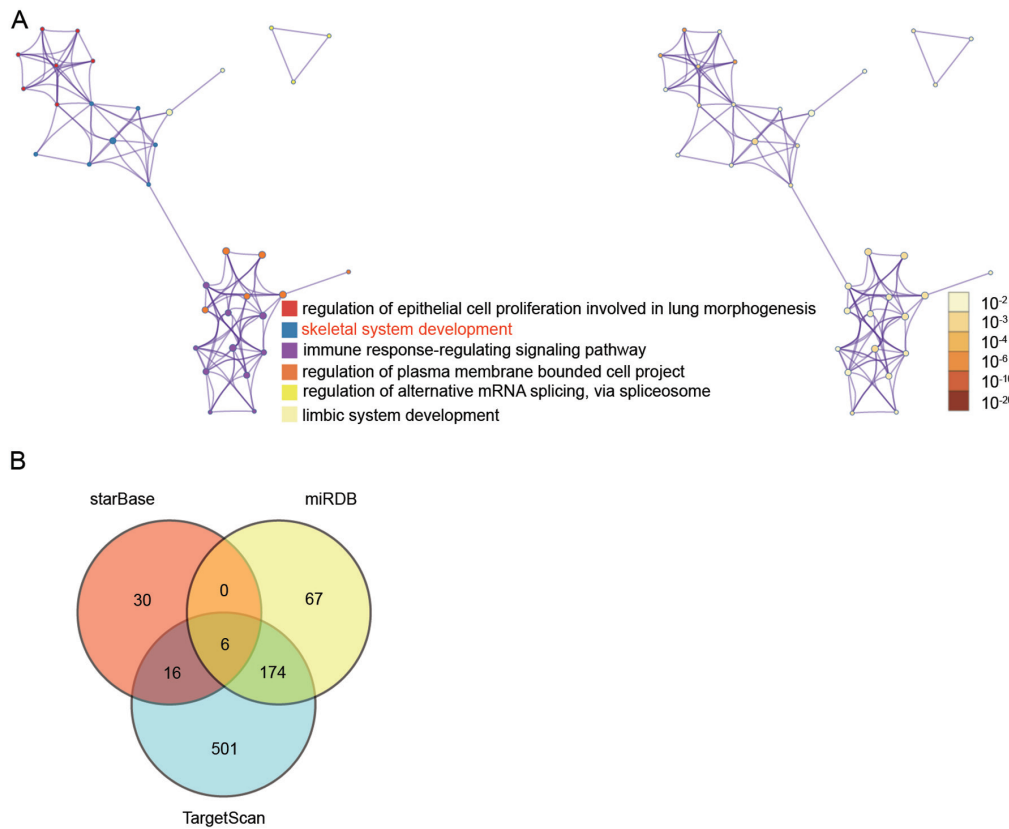 A
regulation of epithelial cell proliferation involved in lung morphogenesis
skeletal system development
immune response-regulating signaling pathway
regulation of plasma membrane bounded cell project
regulation of alternative mRNA splicing, via spliceosome
limbic system development
10-2
10-3
10-4
10-6
10-10
10-20
B
starBase
miRDB
30
0
67
6
16
174
501
TargetScan